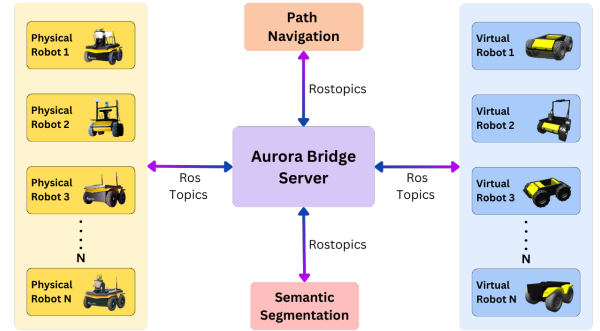 Physical
Robot 1
Physical
Robot 2
Physical
Robot 3
N
Physical
Robot N
Path
Navigation
Rostopics
Ros
Topics
Aurora Bridge
Server
Ros
Topics
Rostopics
Semantic
Segmentation
Virtual
Robot 1
Virtual
Robot 2
Virtual
Robot 3
N
Virtual
Robot N